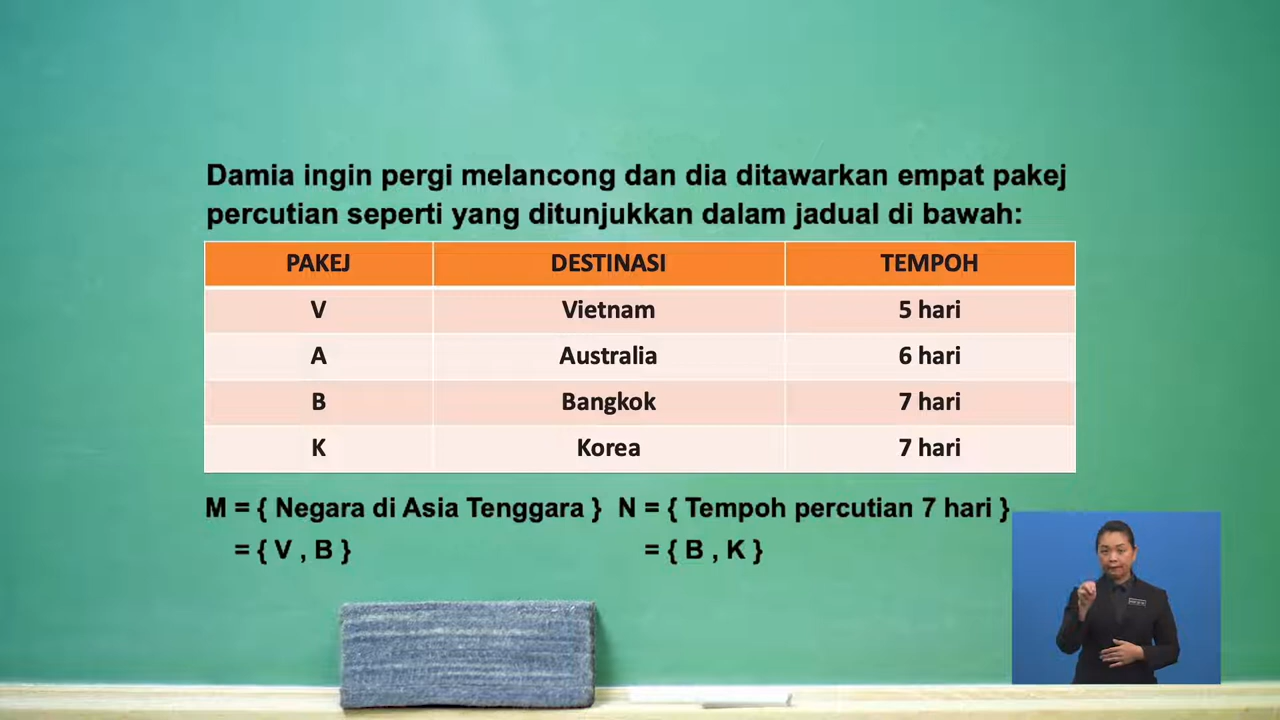 Damia ingin pergi melancong dan dia ditawarkan empat pakej
percutian seperti yang ditunjukkan dalam jadual di bawah:
PAKEJ DESTINASI TEMPOH
V Vietnam 5 hari
A Australia 6 hari
B Bangkok 7 hari
K Korea 7 hari
M = { Negara di Asia Tenggara } N = { Tempoh percutian 7 hari }
= { V , B } = { B , K }